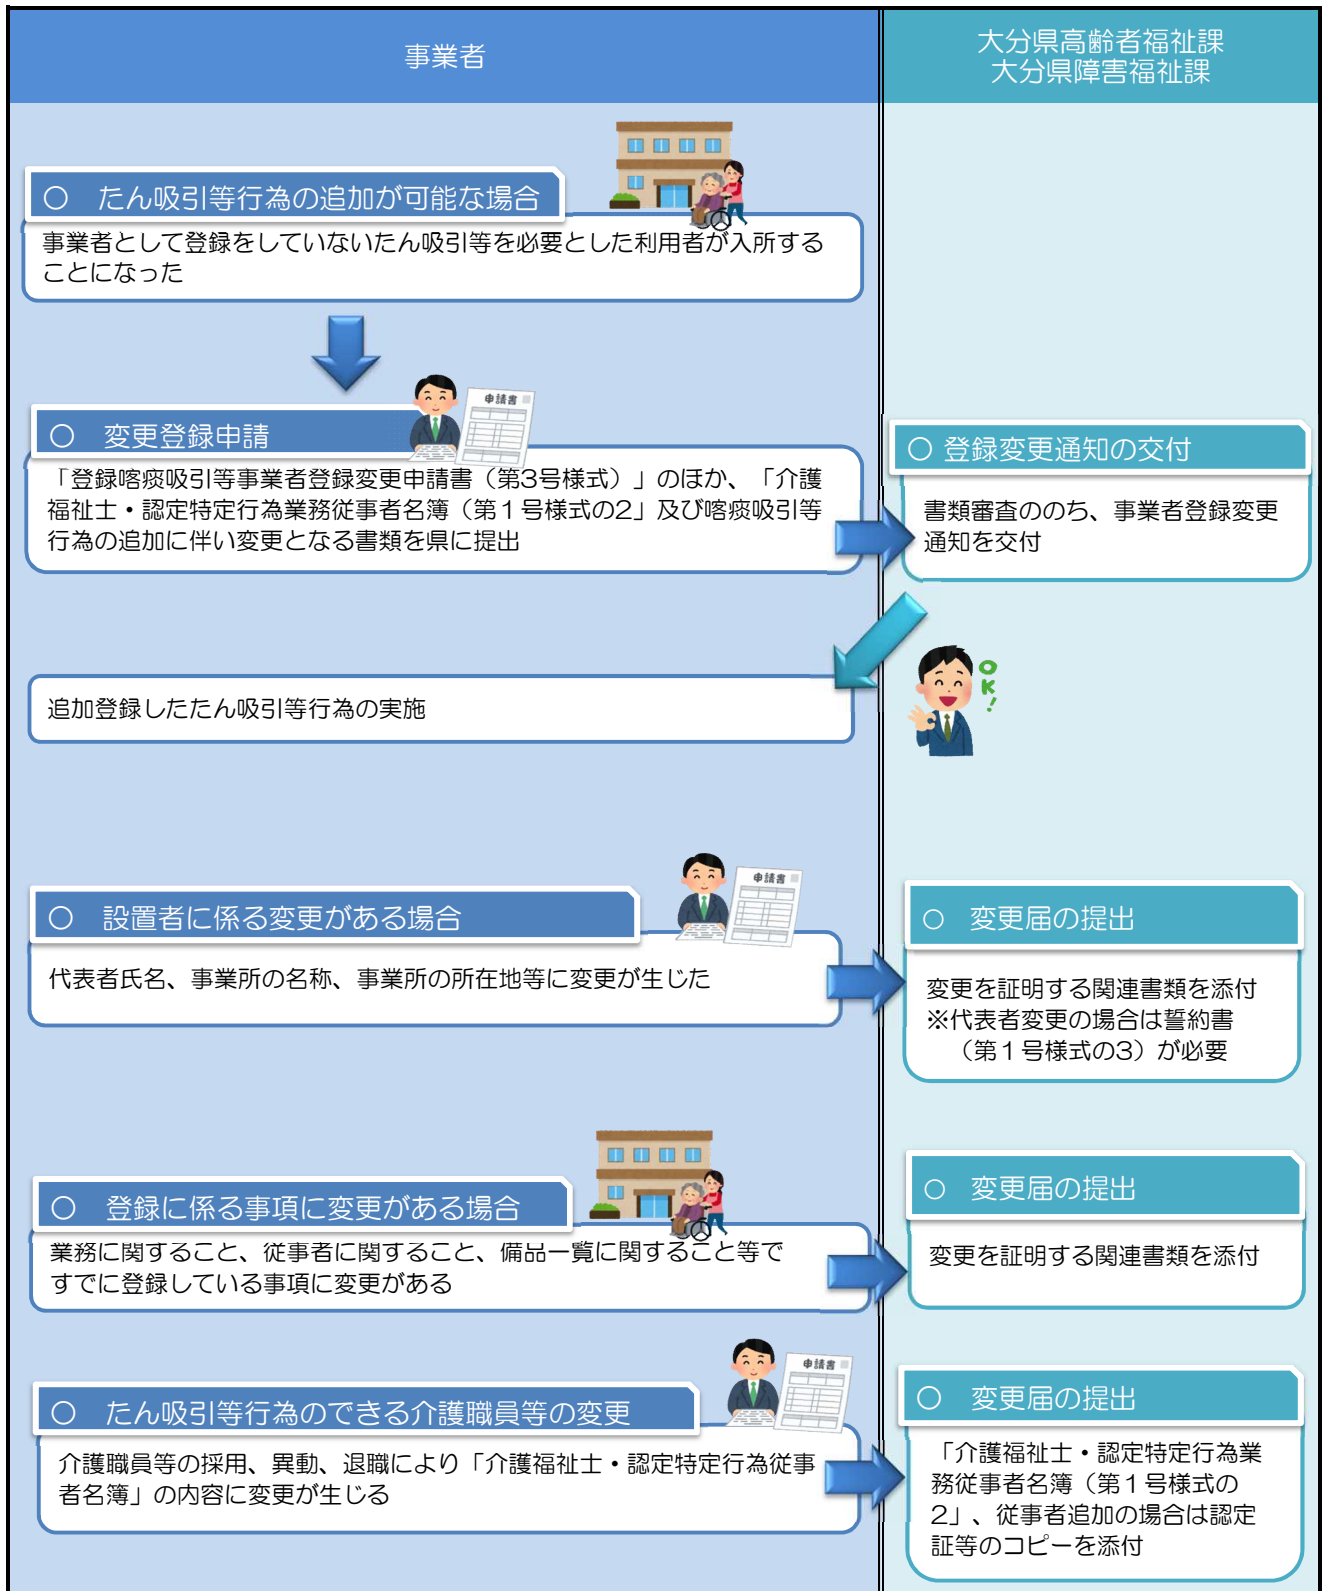 事業者
大分県高齢者福祉課
大分県障害福祉課
○　たん吸引等行為の追加が可能な場合
事業者として登録をしていないたん吸引等を必要とした利用者が入所する
ことになった
申請書
○　変更登録申請
「登録喀痰吸引等事業者登録変更申請書（第3号様式）」のほか、「介護
福祉士・認定特定行為業務従事者名簿（第１号様式の2」及び喀痰吸引等
行為の追加に伴い変更となる書類を県に提出
○ 登録変更通知の交付
書類審査ののち、事業者登録変更
通知を交付
OK!
追加登録したたん吸引等行為の実施
申請書
○　設置者に係る変更がある場合
代表者氏名、事業所の名称、事業所の所在地等に変更が生じた
○　変更届の提出
変更を証明する関連書類を添付
※代表者変更の場合は誓約書
（第１号様式の3）が必要
○　登録に係る事項に変更がある場合
業務に関すること、従事者に関すること、備品一覧に関すること等で
すでに登録している事項に変更がある
○　変更届の提出
変更を証明する関連書類を添付
申請書
○　たん吸引等行為のできる介護職員等の変更
介護職員等の採用、異動、退職により「介護福祉士・認定特定行為従事
者名簿」の内容に変更が生じる
○　変更届の提出
「介護福祉士・認定特定行為業
務従事者名簿（第１号様式の
2」、従事者追加の場合は認定
証等のコピーを添付